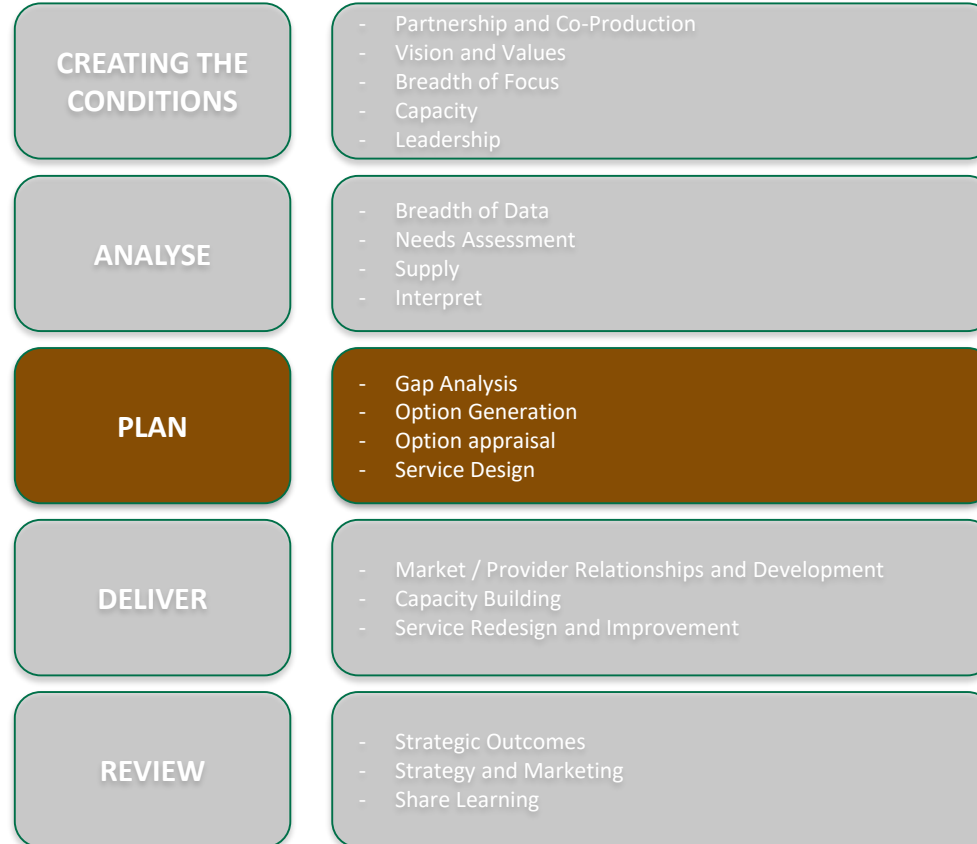 CREATING THE
CONDITIONS
- Partnership and Co-Production
- Vision and Values
- Breadth of Focus
- Capacity
- Leadership
ANALYSE
- Breadth of Data
- Needs Assessment
- Supply
- Interpret
PLAN
- Gap Analysis
- Option Generation
- Option appraisal
- Service Design
DELIVER
- Market / Provider Relationships and Development
- Capacity Building
- Service Redesign and Improvement
REVIEW
- Strategic Outcomes
- Strategy and Marketing
- Share Learning